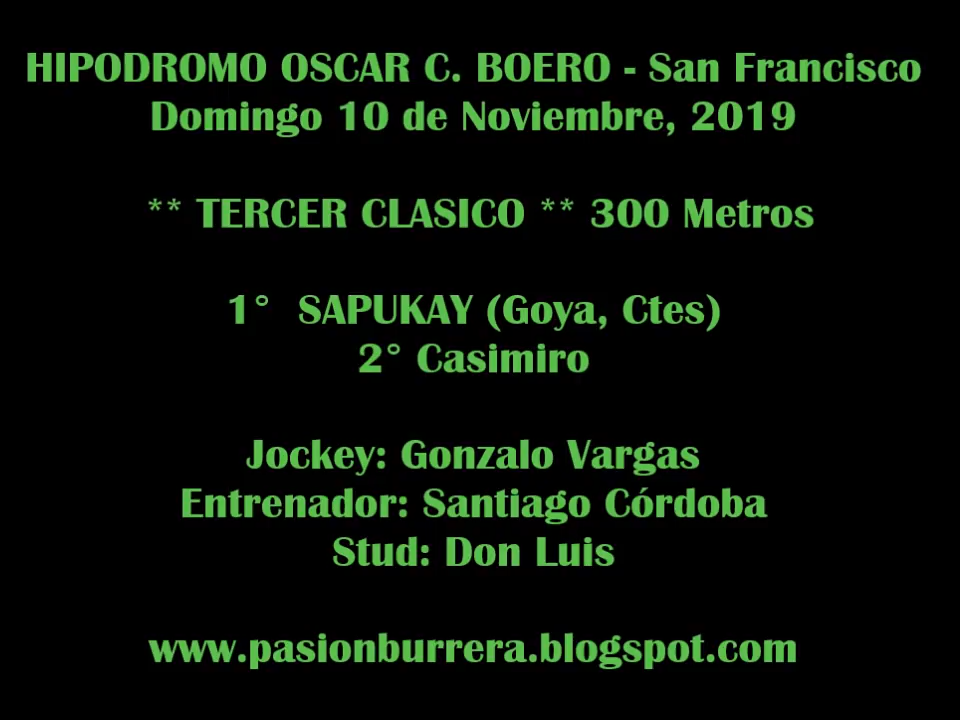 HIPODROMO OSCAR C. BOERO - San Francisco
Domingo 10 de Noviembre, 2019
** TERCER CLASICO ** 300 Metros
1° SAPUKAY (Goya, Ctes)
2° Casimiro
Jockey: Gonzalo Vargas
Entrenador: Santiago Córdoba
Stud: Don Luis
www.pasionburrera.blogspot.com